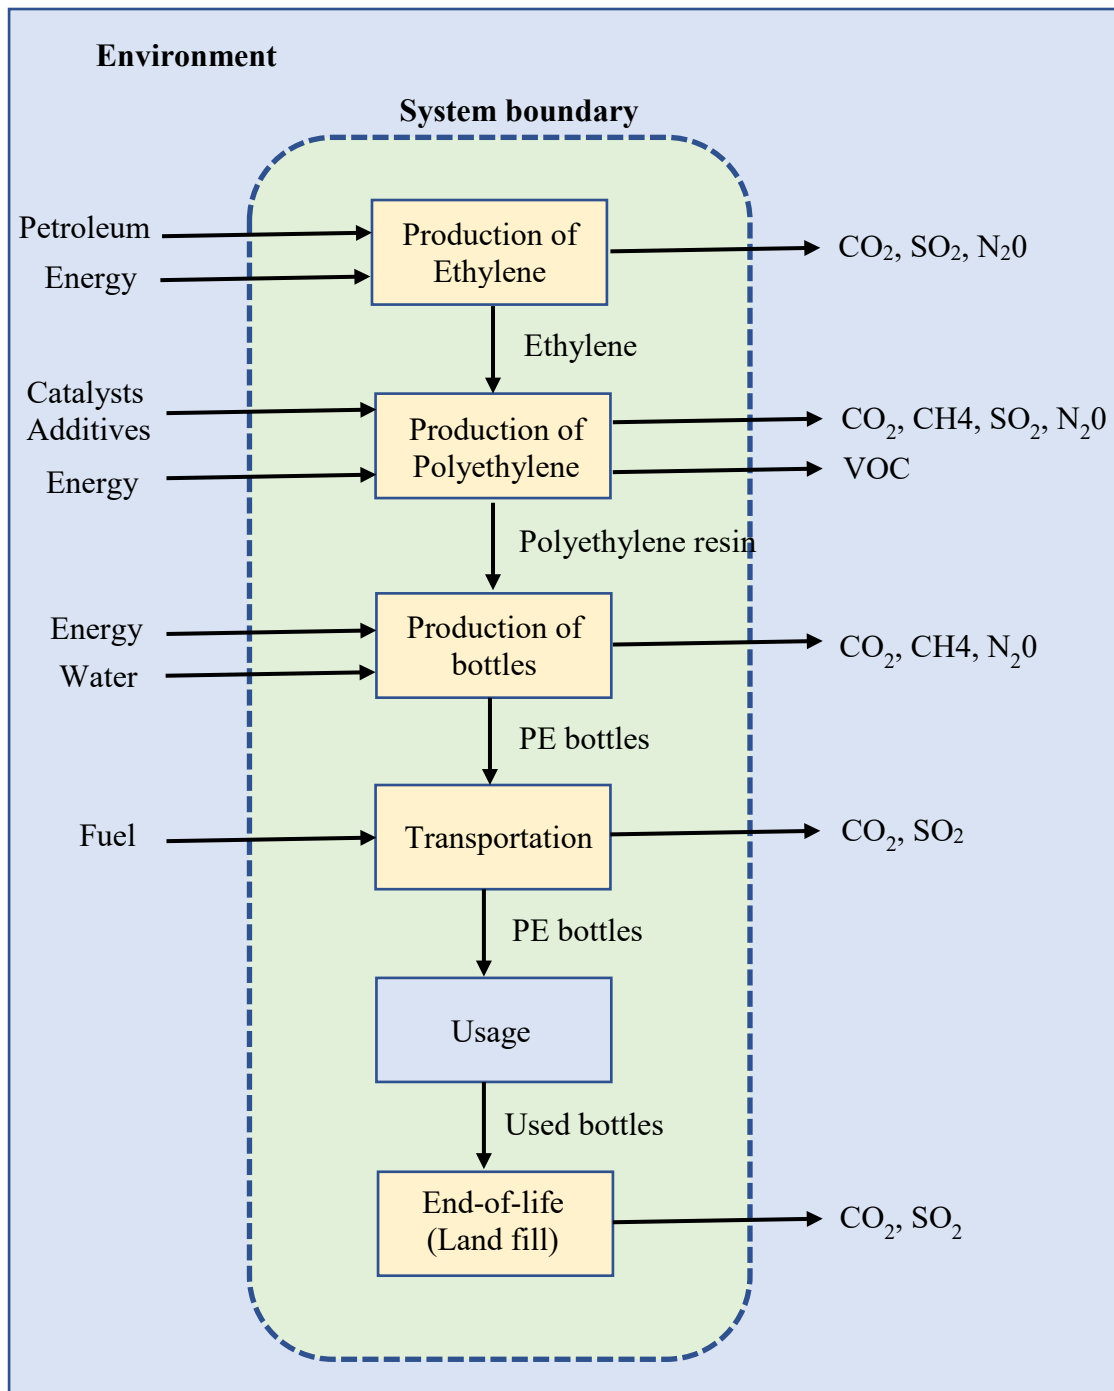 Environment
System boundary
Petroleum
Energy
Production of
Ethylene
CO₂, SO₂, N₂0
Ethylene
Catalysts
Additives
Energy
Production of
Polyethylene
CO₂, CH4, SO₂, N₂0
VOC
Polyethylene resin
Energy
Water
Production of
bottles
CO₂, CH4, N₂0
PE bottles
Fuel
Transportation
CO₂, SO₂
PE bottles
Usage
Used bottles
End-of-life
(Land fill)
CO₂, SO₂